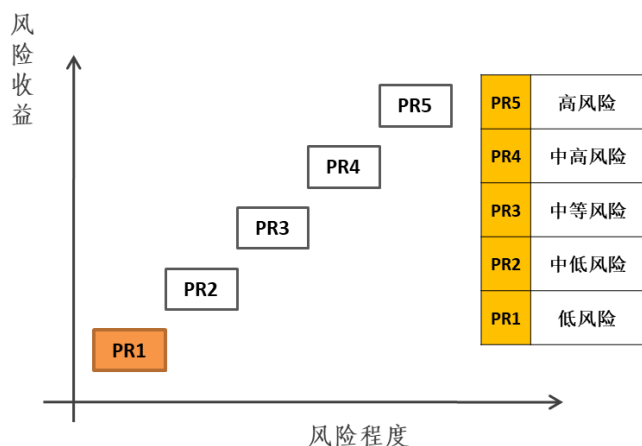 风
险
收
益
PR5
PR4
PR3
PR2
PR1
风险程度
PR5 高风险
PR4 中高风险
PR3 中等风险
PR2 中低风险
PR1 低风险